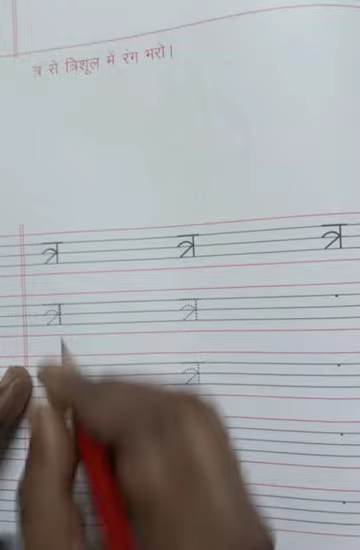 त्र से त्रिशूल में रंग भरो।
त्र त्र त्र
त्र त्र
त्र